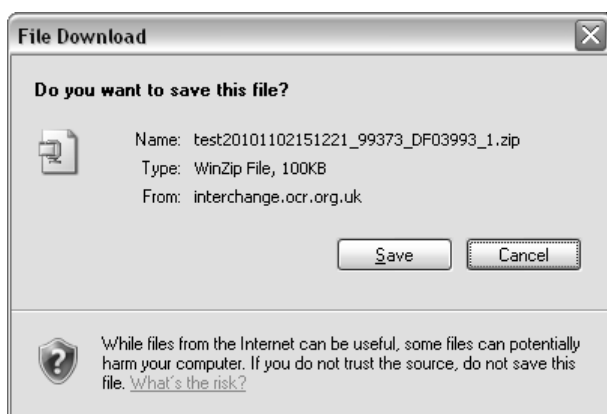 File Download
Do you want to save this file?
Name: test20101102151221_99373_DF03993_1.zip
Type: WinZip File, 100KB
From: interchange.ocr.org.uk
Save Cancel
While files from the Internet can be useful, some files can potentially
harm your computer. If you do not trust the source, do not save this
file. What's the risk?